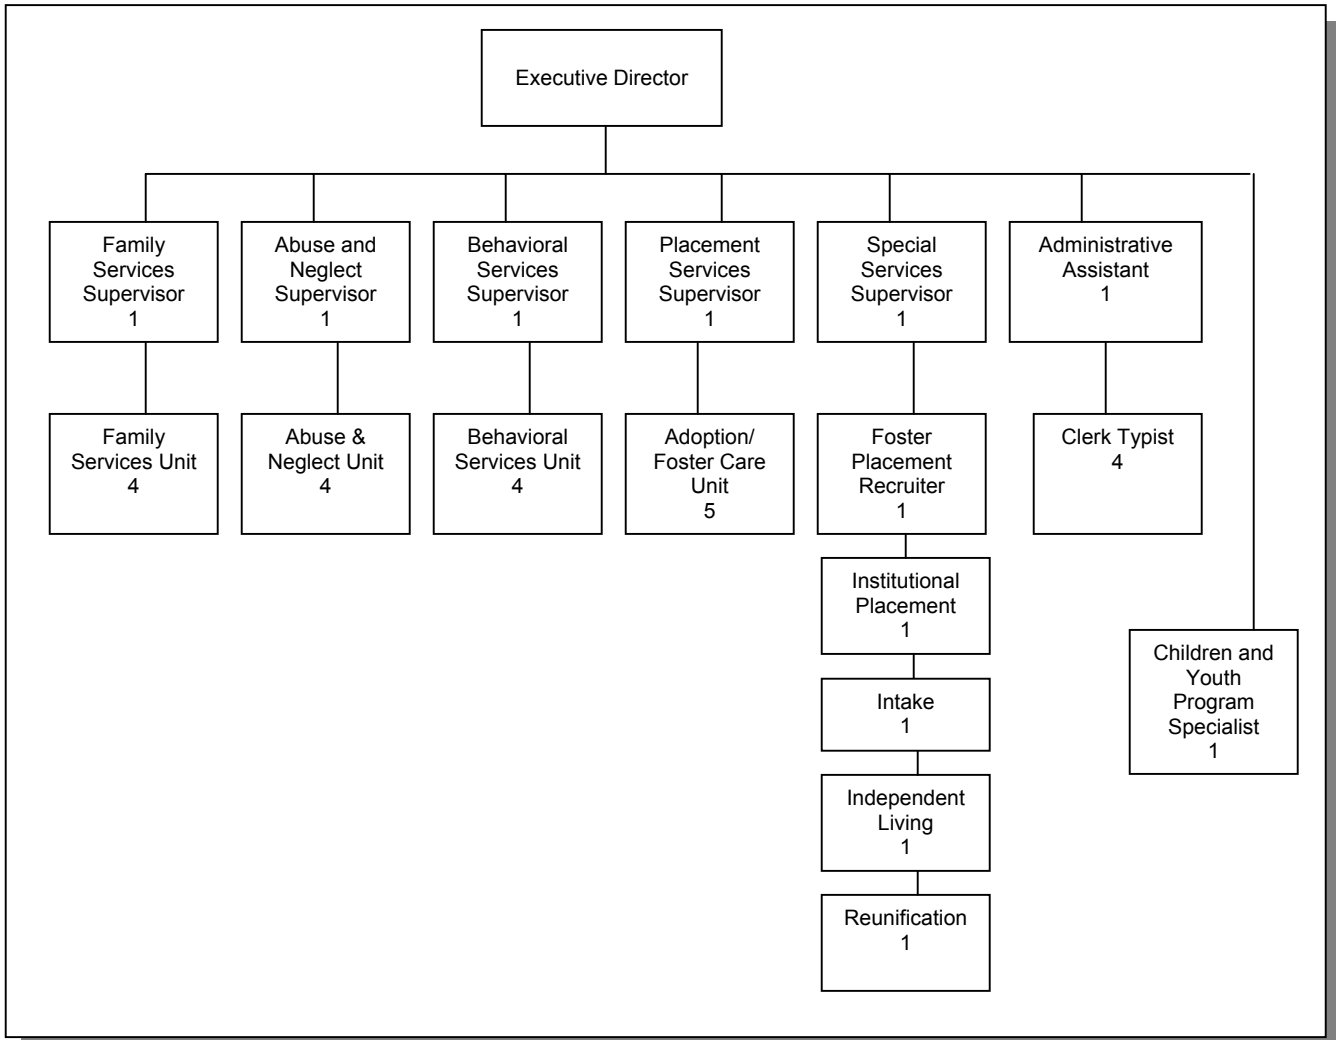 Executive Director
Family
Services
Supervisor
1
Abuse and
Neglect
Supervisor
1
Behavioral
Services
Supervisor
1
Placement
Services
Supervisor
1
Special
Services
Supervisor
1
Administrative
Assistant
1
Family
Services Unit
4
Abuse &
Neglect Unit
4
Behavioral
Services Unit
4
Adoption/
Foster Care
Unit
5
Foster
Placement
Recruiter
1
Clerk Typist
4
Institutional
Placement
1
Children and
Youth
Program
Specialist
1
Intake
1
Independent
Living
1
Reunification
1